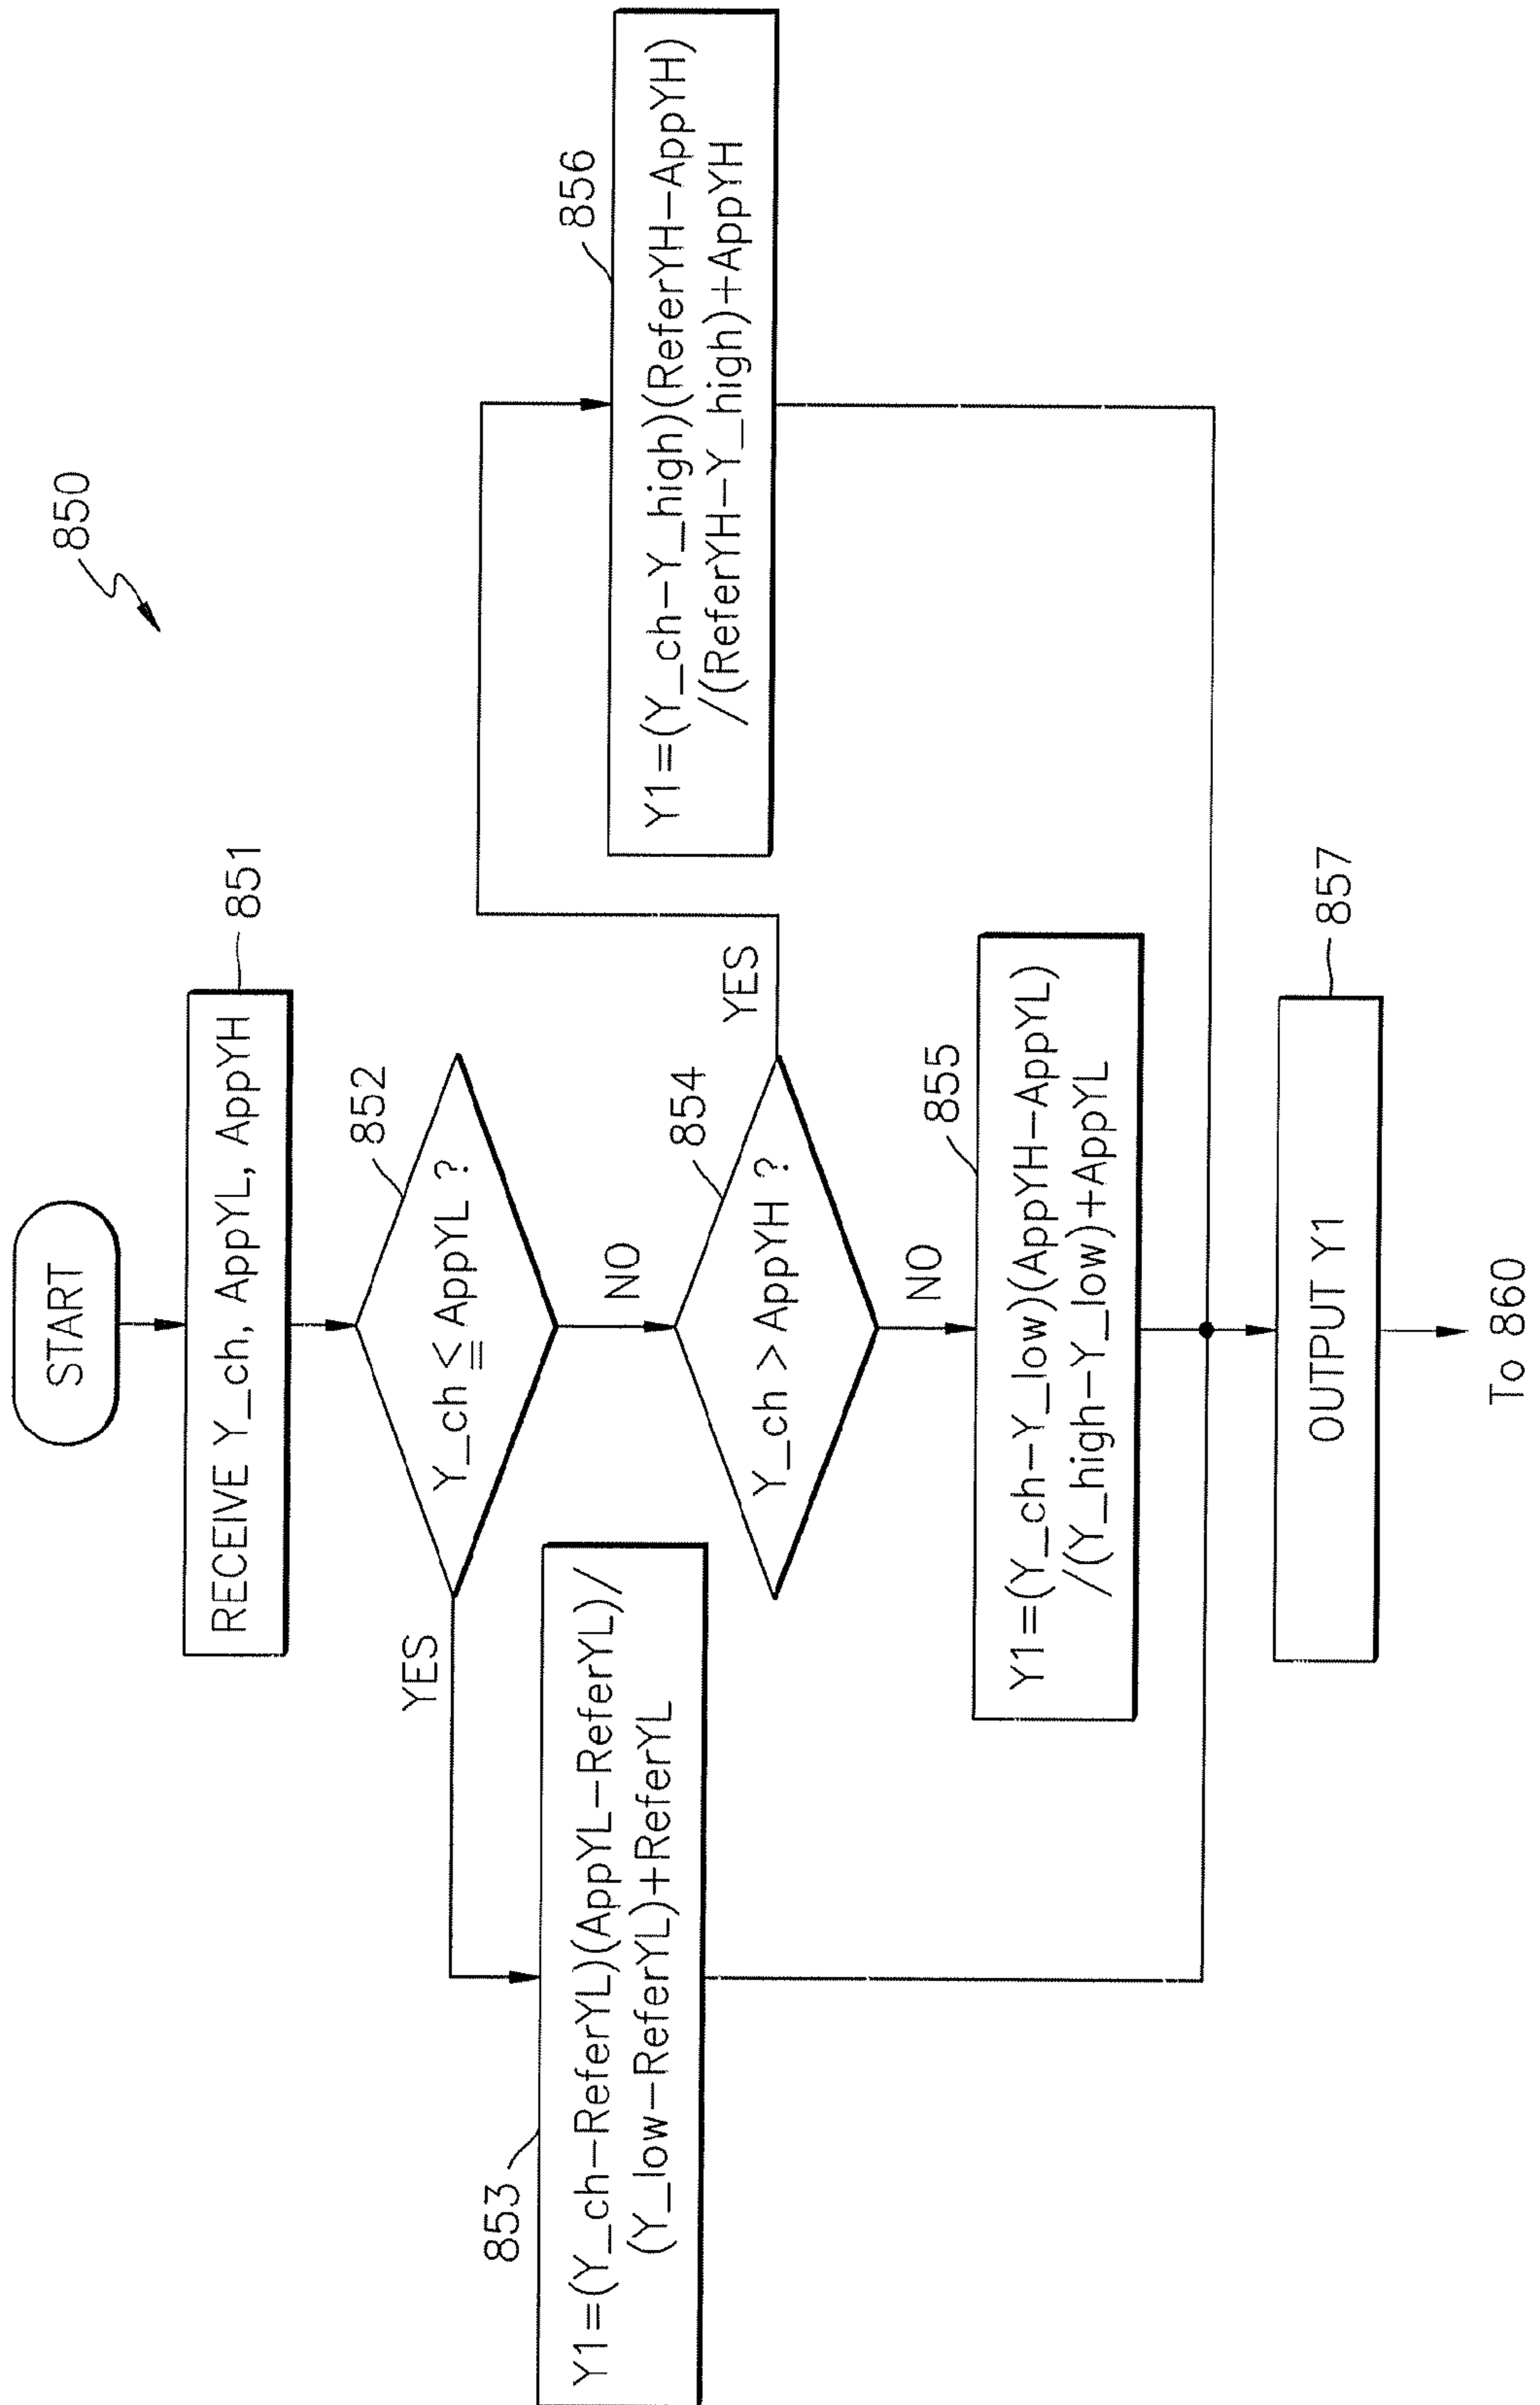 850
START
RECEIVE Y_ch, AppYL, AppYH
851
Y_ch ≦ AppYL ?
852
YES
NO
853
Y1=(Y_ch−ReferYL)(AppYL−ReferYL)/
(Y_low−ReferYL)+ReferYL
Y_ch > AppYH ?
854
YES
NO
856
Y1=(Y_ch−Y_high)(ReferYH−AppYH)
/(ReferYH−Y_high)+AppYH
855
Y1=(Y_ch−Y_low)(AppYH−AppYL)
/(Y_high−Y_low)+AppYL
OUTPUT Y1
857
To 860